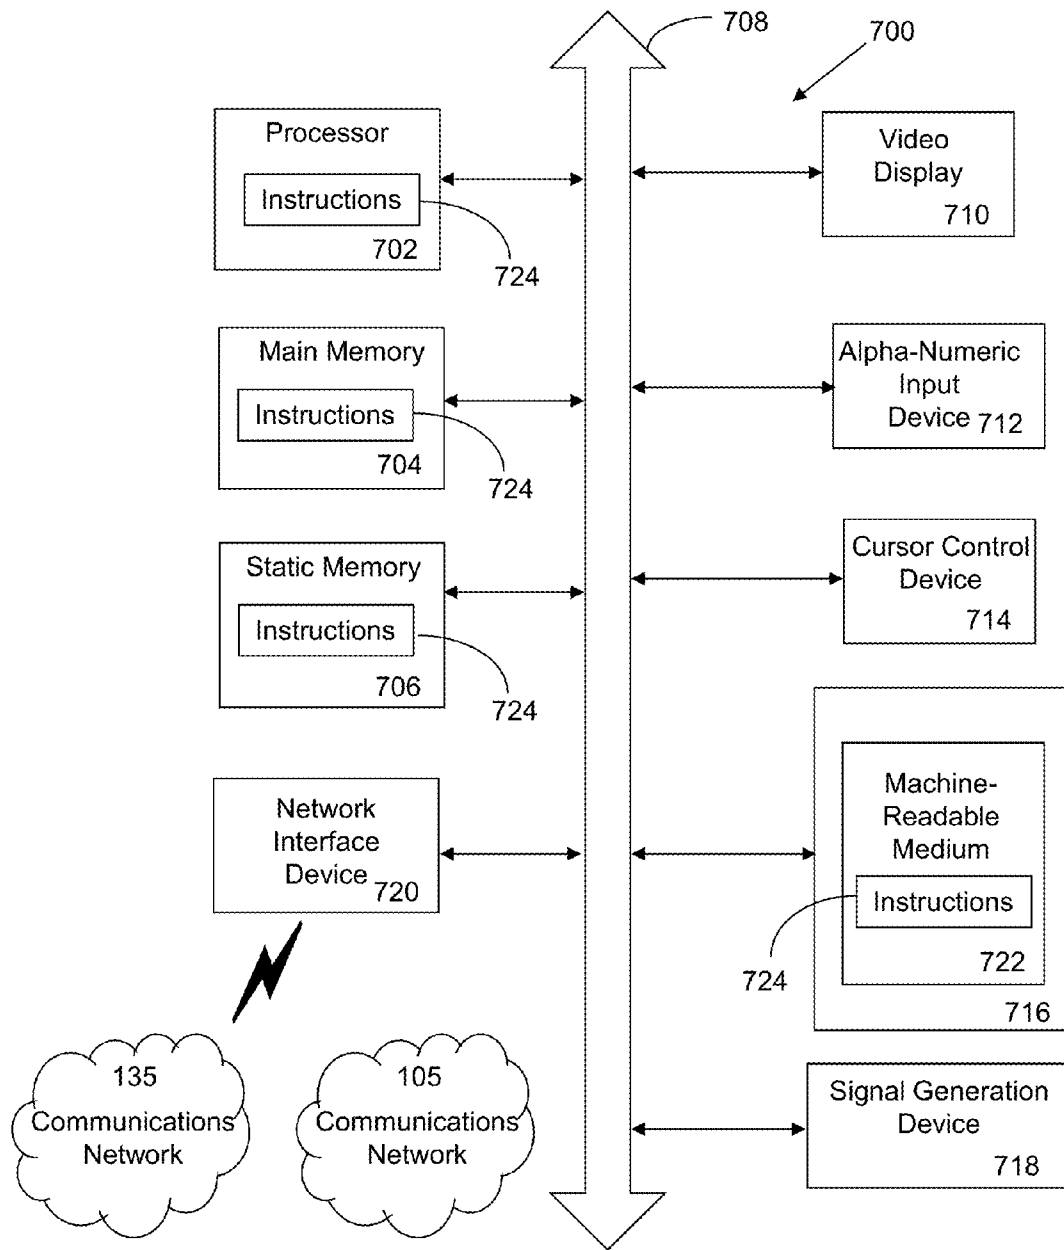 708
700
Processor
Instructions
702
724
Video
Display
710
Main Memory
Instructions
704
724
Alpha-Numeric
Input
Device
712
Static Memory
Instructions
706
724
Cursor Control
Device
714
Network
Interface
Device
720
Machine-
Readable
Medium
Instructions
722
724
716
135
Communications
Network
105
Communications
Network
Signal Generation
Device
718